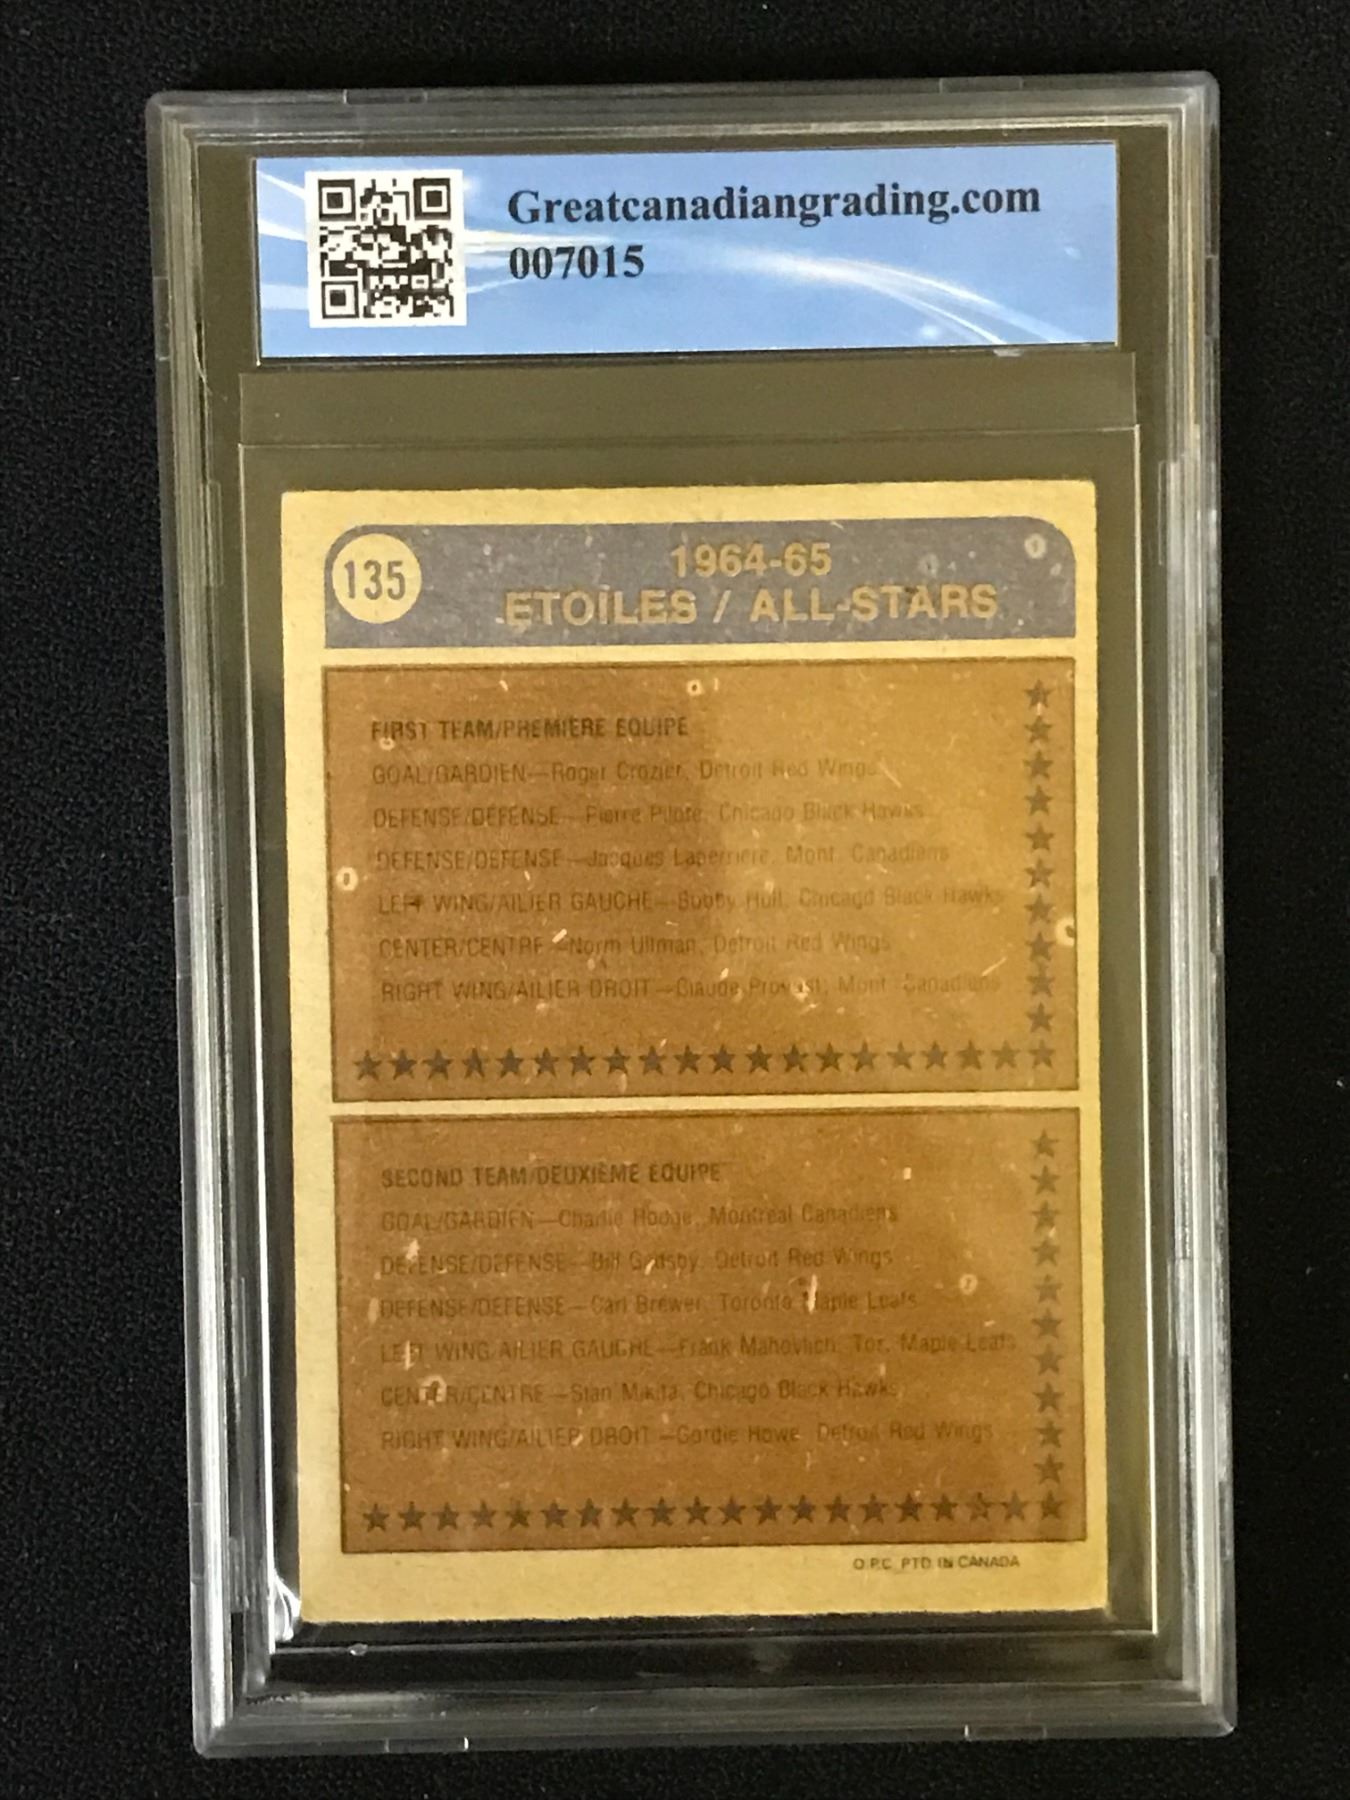 Greatcanadiangrading.com
007015
135
1964-65
ETOILES / ALL-STARS
FIRST TEAM/PREMIERE EQUIPE
GOAL/GARDIEN—Roger Crozier, Detroit Red Wings
DEFENSE/DEFENSE—Pierre Pilote, Chicago Black Hawks
DEFENSE/DEFENSE—Jacques Laperriere, Mont. Canadiens
LEFT WING/AILIER GAUCHE—Bobby Hull, Chicago Black Hawks
CENTER/CENTRE—Norm Ullman, Detroit Red Wings
RIGHT WING/AILIER DROIT—Claude Provost, Mont. Canadiens
SECOND TEAM/DEUXIEME EQUIPE
GOAL/GARDIEN—Charlie Hodge, Montreal Canadiens
DEFENSE/DEFENSE—Bill Gadsby, Detroit Red Wings
DEFENSE/DEFENSE—Carl Brewer, Toronto Maple Leafs
LEFT WING/AILIER GAUCHE—Frank Mahovlich, Tor. Maple Leafs
CENTER/CENTRE—Stan Mikita, Chicago Black Hawks
RIGHT WING/AILIER DROIT—Gordie Howe, Detroit Red Wings
O.P.C. PTD. IN CANADA